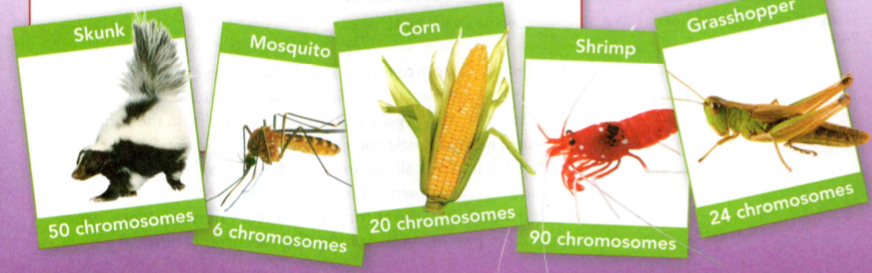 Skunk
50 chromosomes
Mosquito
6 chromosomes
Corn
20 chromosomes
Shrimp
90 chromosomes
Grasshopper
24 chromosomes